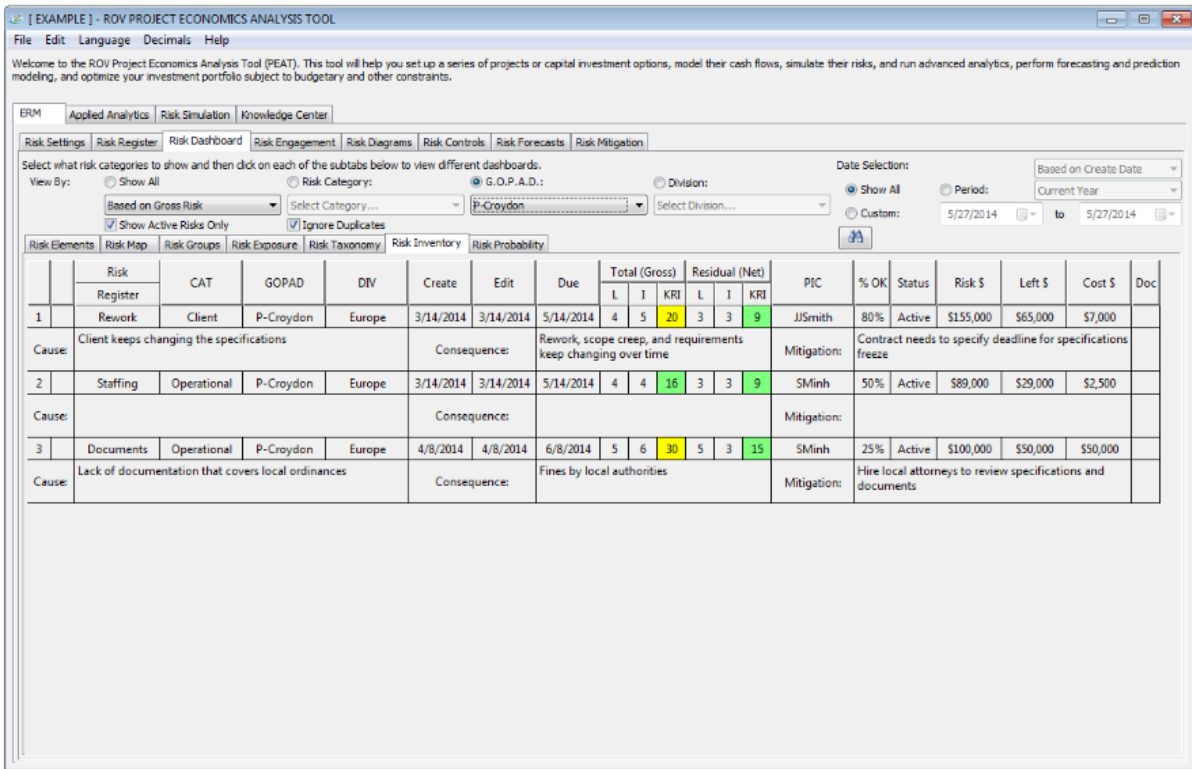 [ EXAMPLE ] - ROV PROJECT ECONOMICS ANALYSIS TOOL
File Edit Language Decimals Help
Welcome to the ROV Project Economics Analysis Tool (PEAT). This tool will help you set up a series of projects or capital investment options, model their cash flows, simulate their risks, and run advanced analytics, perform forecasting and prediction
modeling, and optimize your investment portfolio subject to budgetary and other constraints.
ERM Applied Analytics Risk Simulation Knowledge Center
Risk Settings Risk Register Risk Dashboard Risk Engagement Risk Diagrams Risk Controls Risk Forecasts Risk Mitigation
Select what risk categories to show and then click on each of the subtabs below to view different dashboards. Date Selection: Based on Create Date
View By: Show All Risk Category: G.O.P.A.D.: Division: Show All Period: Current Year
Based on Gross Risk Select Category... P-Croydon Select Division... Custom: 5/27/2014 to 5/27/2014
Show Active Risks Only Ignore Duplicates
Risk Elements Risk Map Risk Groups Risk Exposure Risk Taxonomy Risk Inventory Risk Probability
Risk Register CAT GOPAD DIV Create Edit Due Total (Gross) Residual (Net) PIC % OK Status Risk $ Left $ Cost $ Doc
L I KRI L I KRI
1 Rework Client P-Croydon Europe 3/14/2014 3/14/2014 5/14/2014 4 5 20 3 3 9 JJSmith 80% Active $155,000 $65,000 $7,000
Cause: Client keeps changing the specifications Consequence: Rework, scope creep, and requirements Mitigation: Contract needs to specify deadline for specifications
keep changing over time freeze
2 Staffing Operational P-Croydon Europe 3/14/2014 3/14/2014 5/14/2014 4 4 16 3 3 9 SMinh 50% Active $89,000 $29,000 $2,500
Cause: Consequence: Mitigation:
3 Documents Operational P-Croydon Europe 4/8/2014 4/8/2014 6/8/2014 5 6 30 5 3 15 SMinh 25% Active $100,000 $50,000 $50,000
Cause: Lack of documentation that covers local ordinances Consequence: Fines by local authorities Mitigation: Hire local attorneys to review specifications and
documents